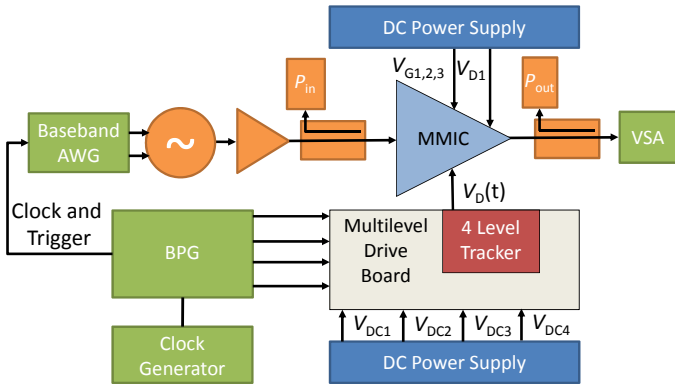 DC Power Supply
V_G1,2,3 V_D1
P_in
P_out
Baseband
AWG
~
MMIC
VSA
V_D(t)
Clock and
Trigger
BPG
Multilevel
Drive
Board
4 Level
Tracker
Clock
Generator
V_DC1 V_DC2 V_DC3 V_DC4
DC Power Supply